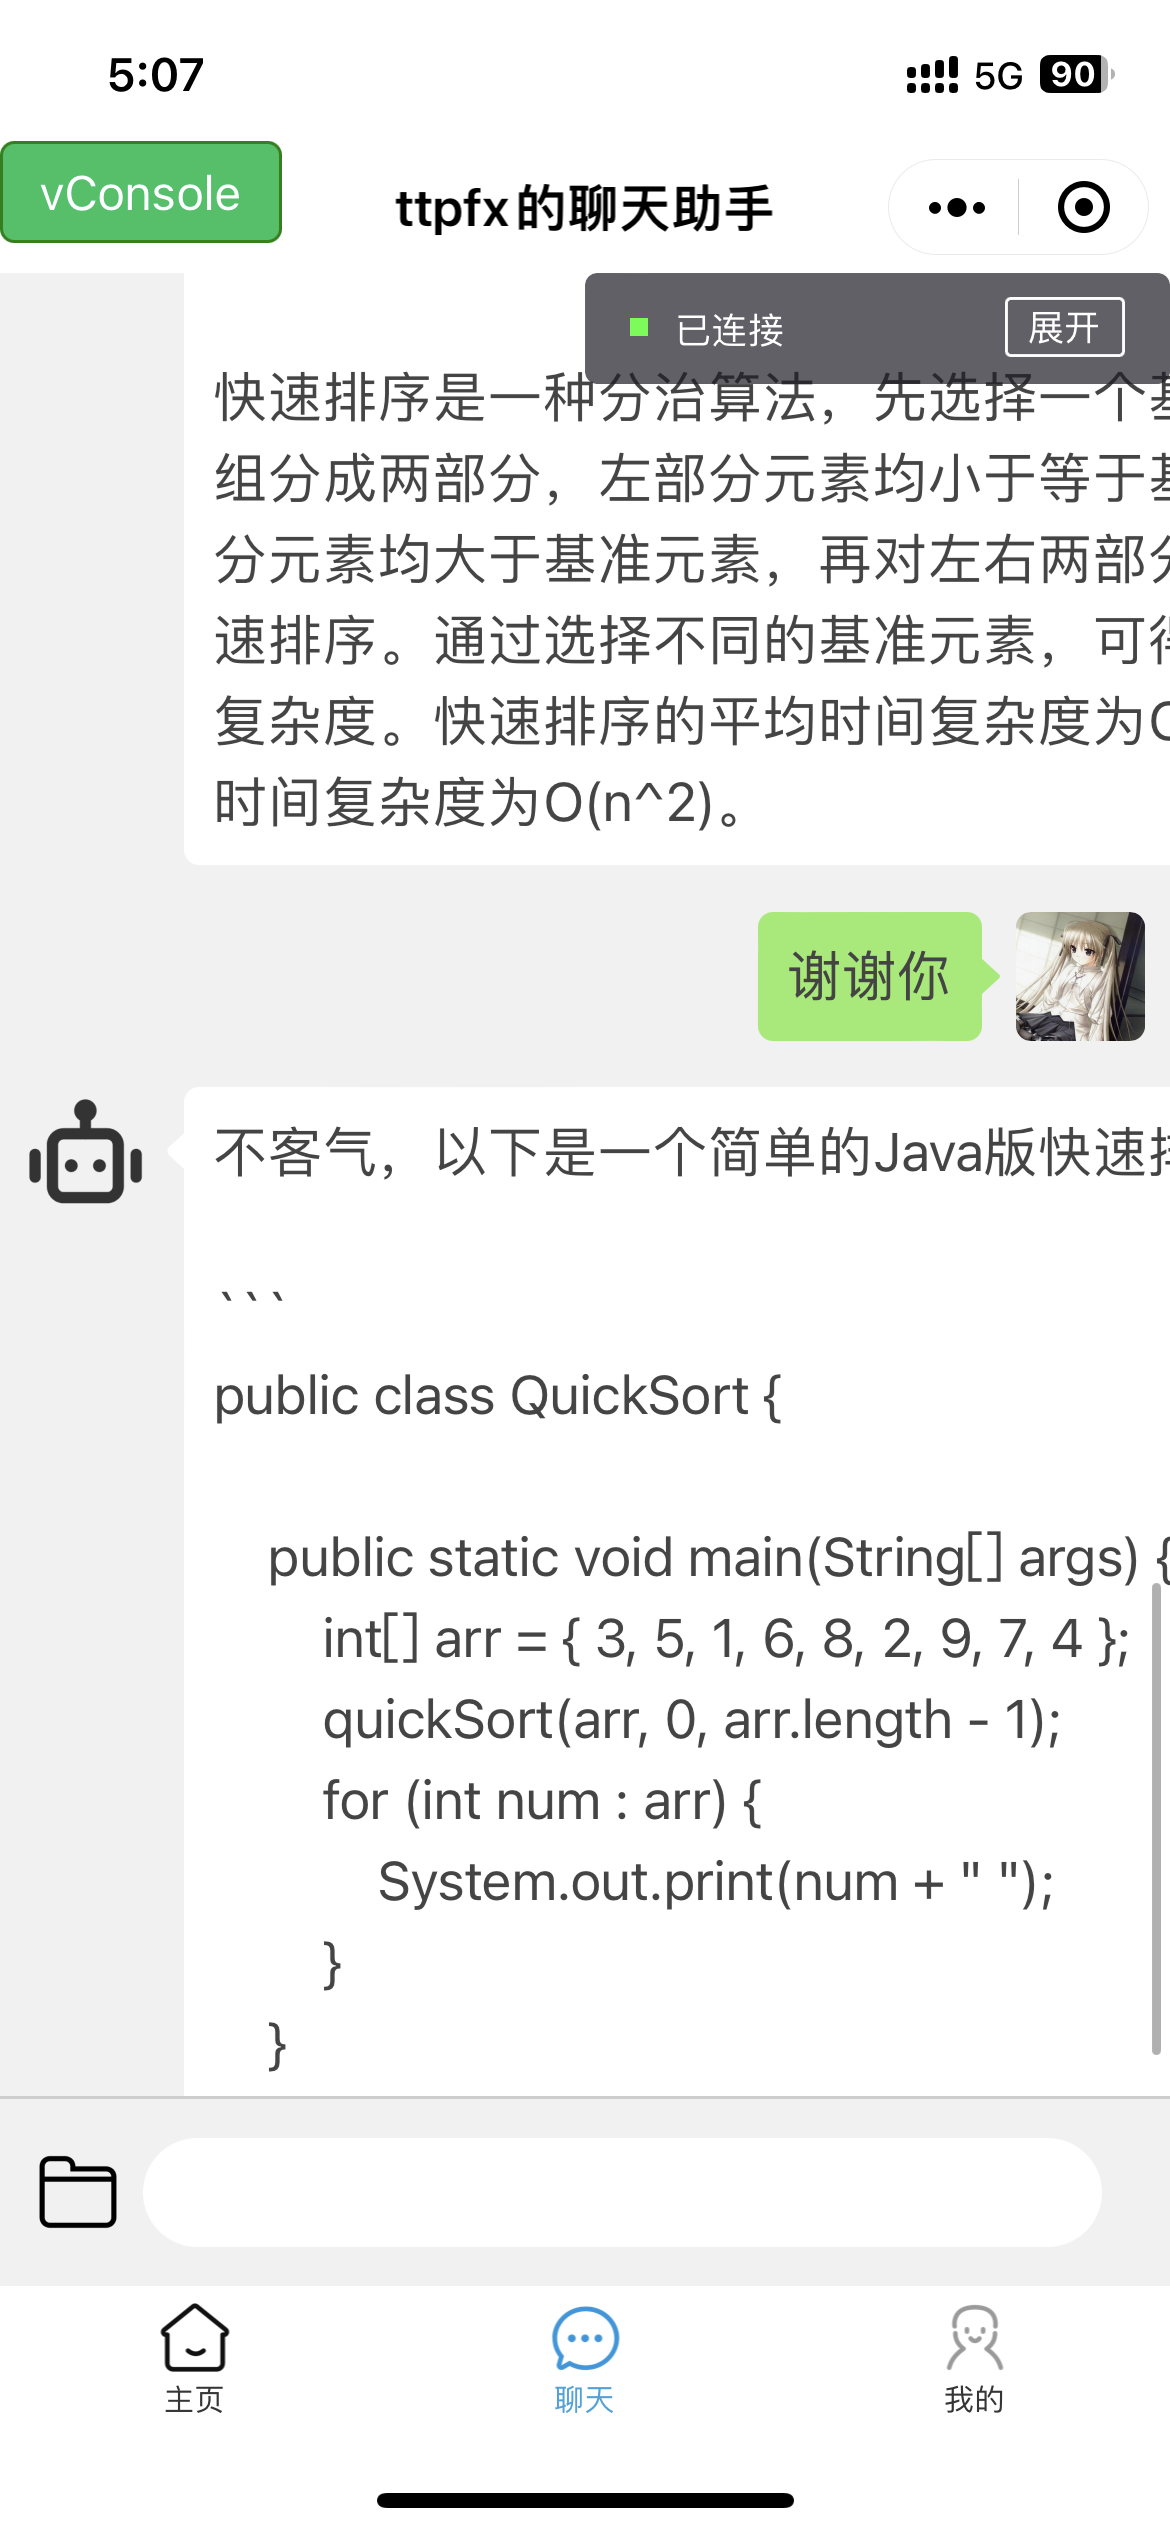 5:07
5G 90
vConsole
ttpfx的聊天助手
已连接 展开
快速排序是一种分治算法，先选择一个
组分成两部分，左部分元素均小于等于
分元素均大于基准元素，再对左右两部分
速排序。通过选择不同的基准元素，可得
复杂度。快速排序的平均时间复杂度为O
时间复杂度为O(n^2)。
谢谢你
不客气，以下是一个简单的Java版快速排
```
public class QuickSort {
public static void main(String[] args) {
int[] arr = { 3, 5, 1, 6, 8, 2, 9, 7, 4 };
quickSort(arr, 0, arr.length - 1);
for (int num : arr) {
System.out.print(num + " ");
}
}
主页
聊天
我的